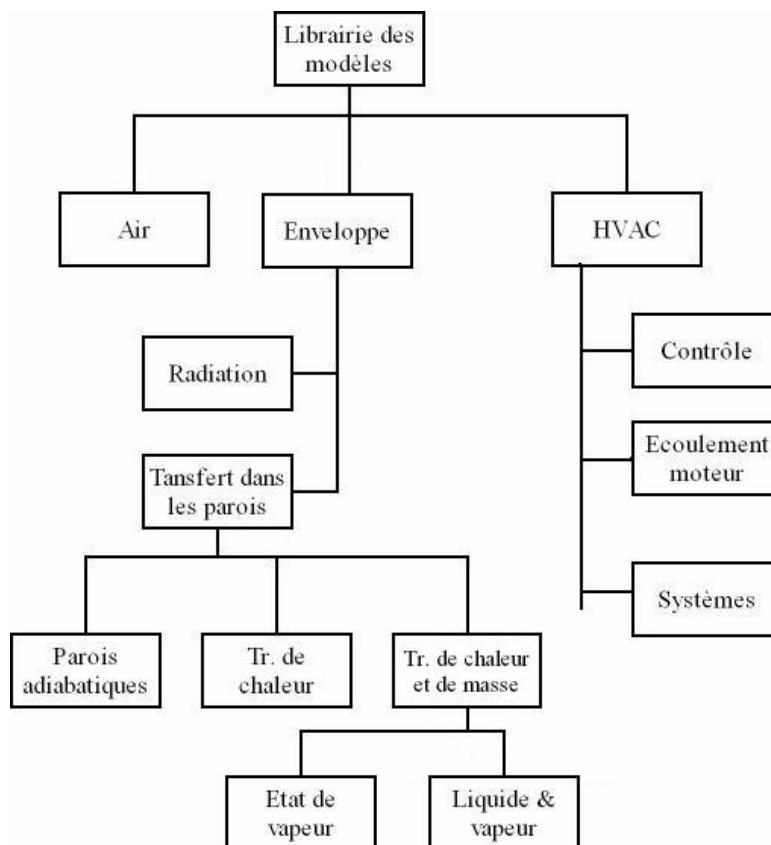 Librairie des
modèles
Air
Enveloppe
HVAC
Radiation
Contrôle
Tansfert dans
les parois
Ecoulement
moteur
Systèmes
Parois
adiabatiques
Tr. de
chaleur
Tr. de chaleur
et de masse
Etat de
vapeur
Liquide &
vapeur